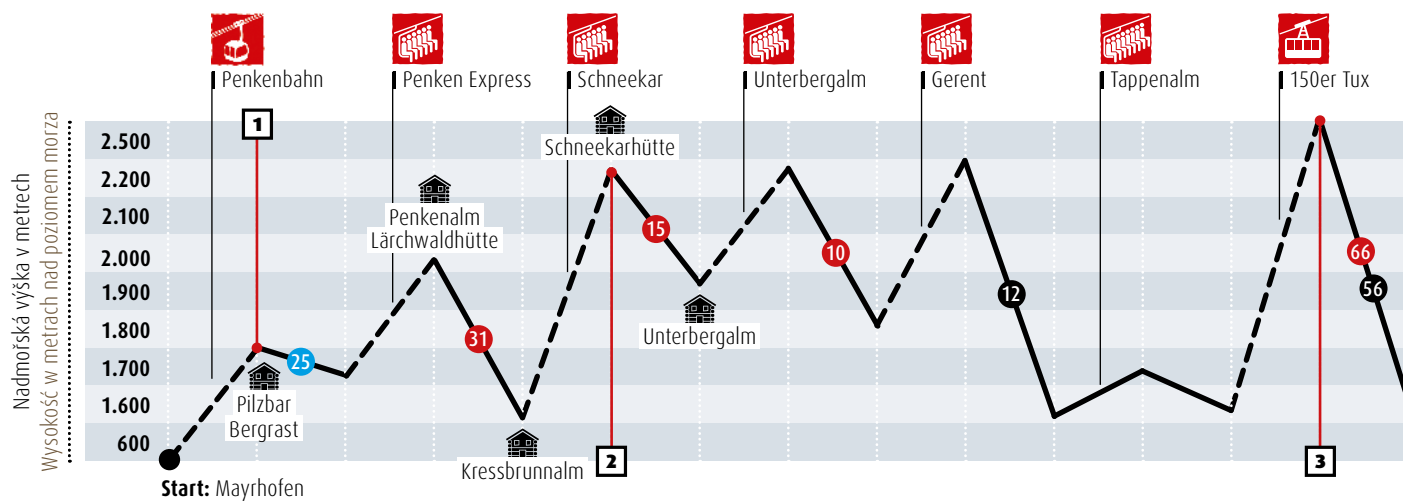 Penkenbahn
Penken Express
Schneekar
Unterbergalm
Gerent
Tappenalm
150er Tux
1
Nadmořská výška v metrech
Wysokość w metrach nad poziomem morza
2.500
2.200
2.100
2.000
1.900
1.800
1.700
1.600
600
Schneekarhütte
Penkenalm
Lärchwaldhütte
15
10
66
12
56
31
25
Unterbergalm
Pilzbar
Bergrast
Kressbrunnalm
2
3
Start: Mayrhofen